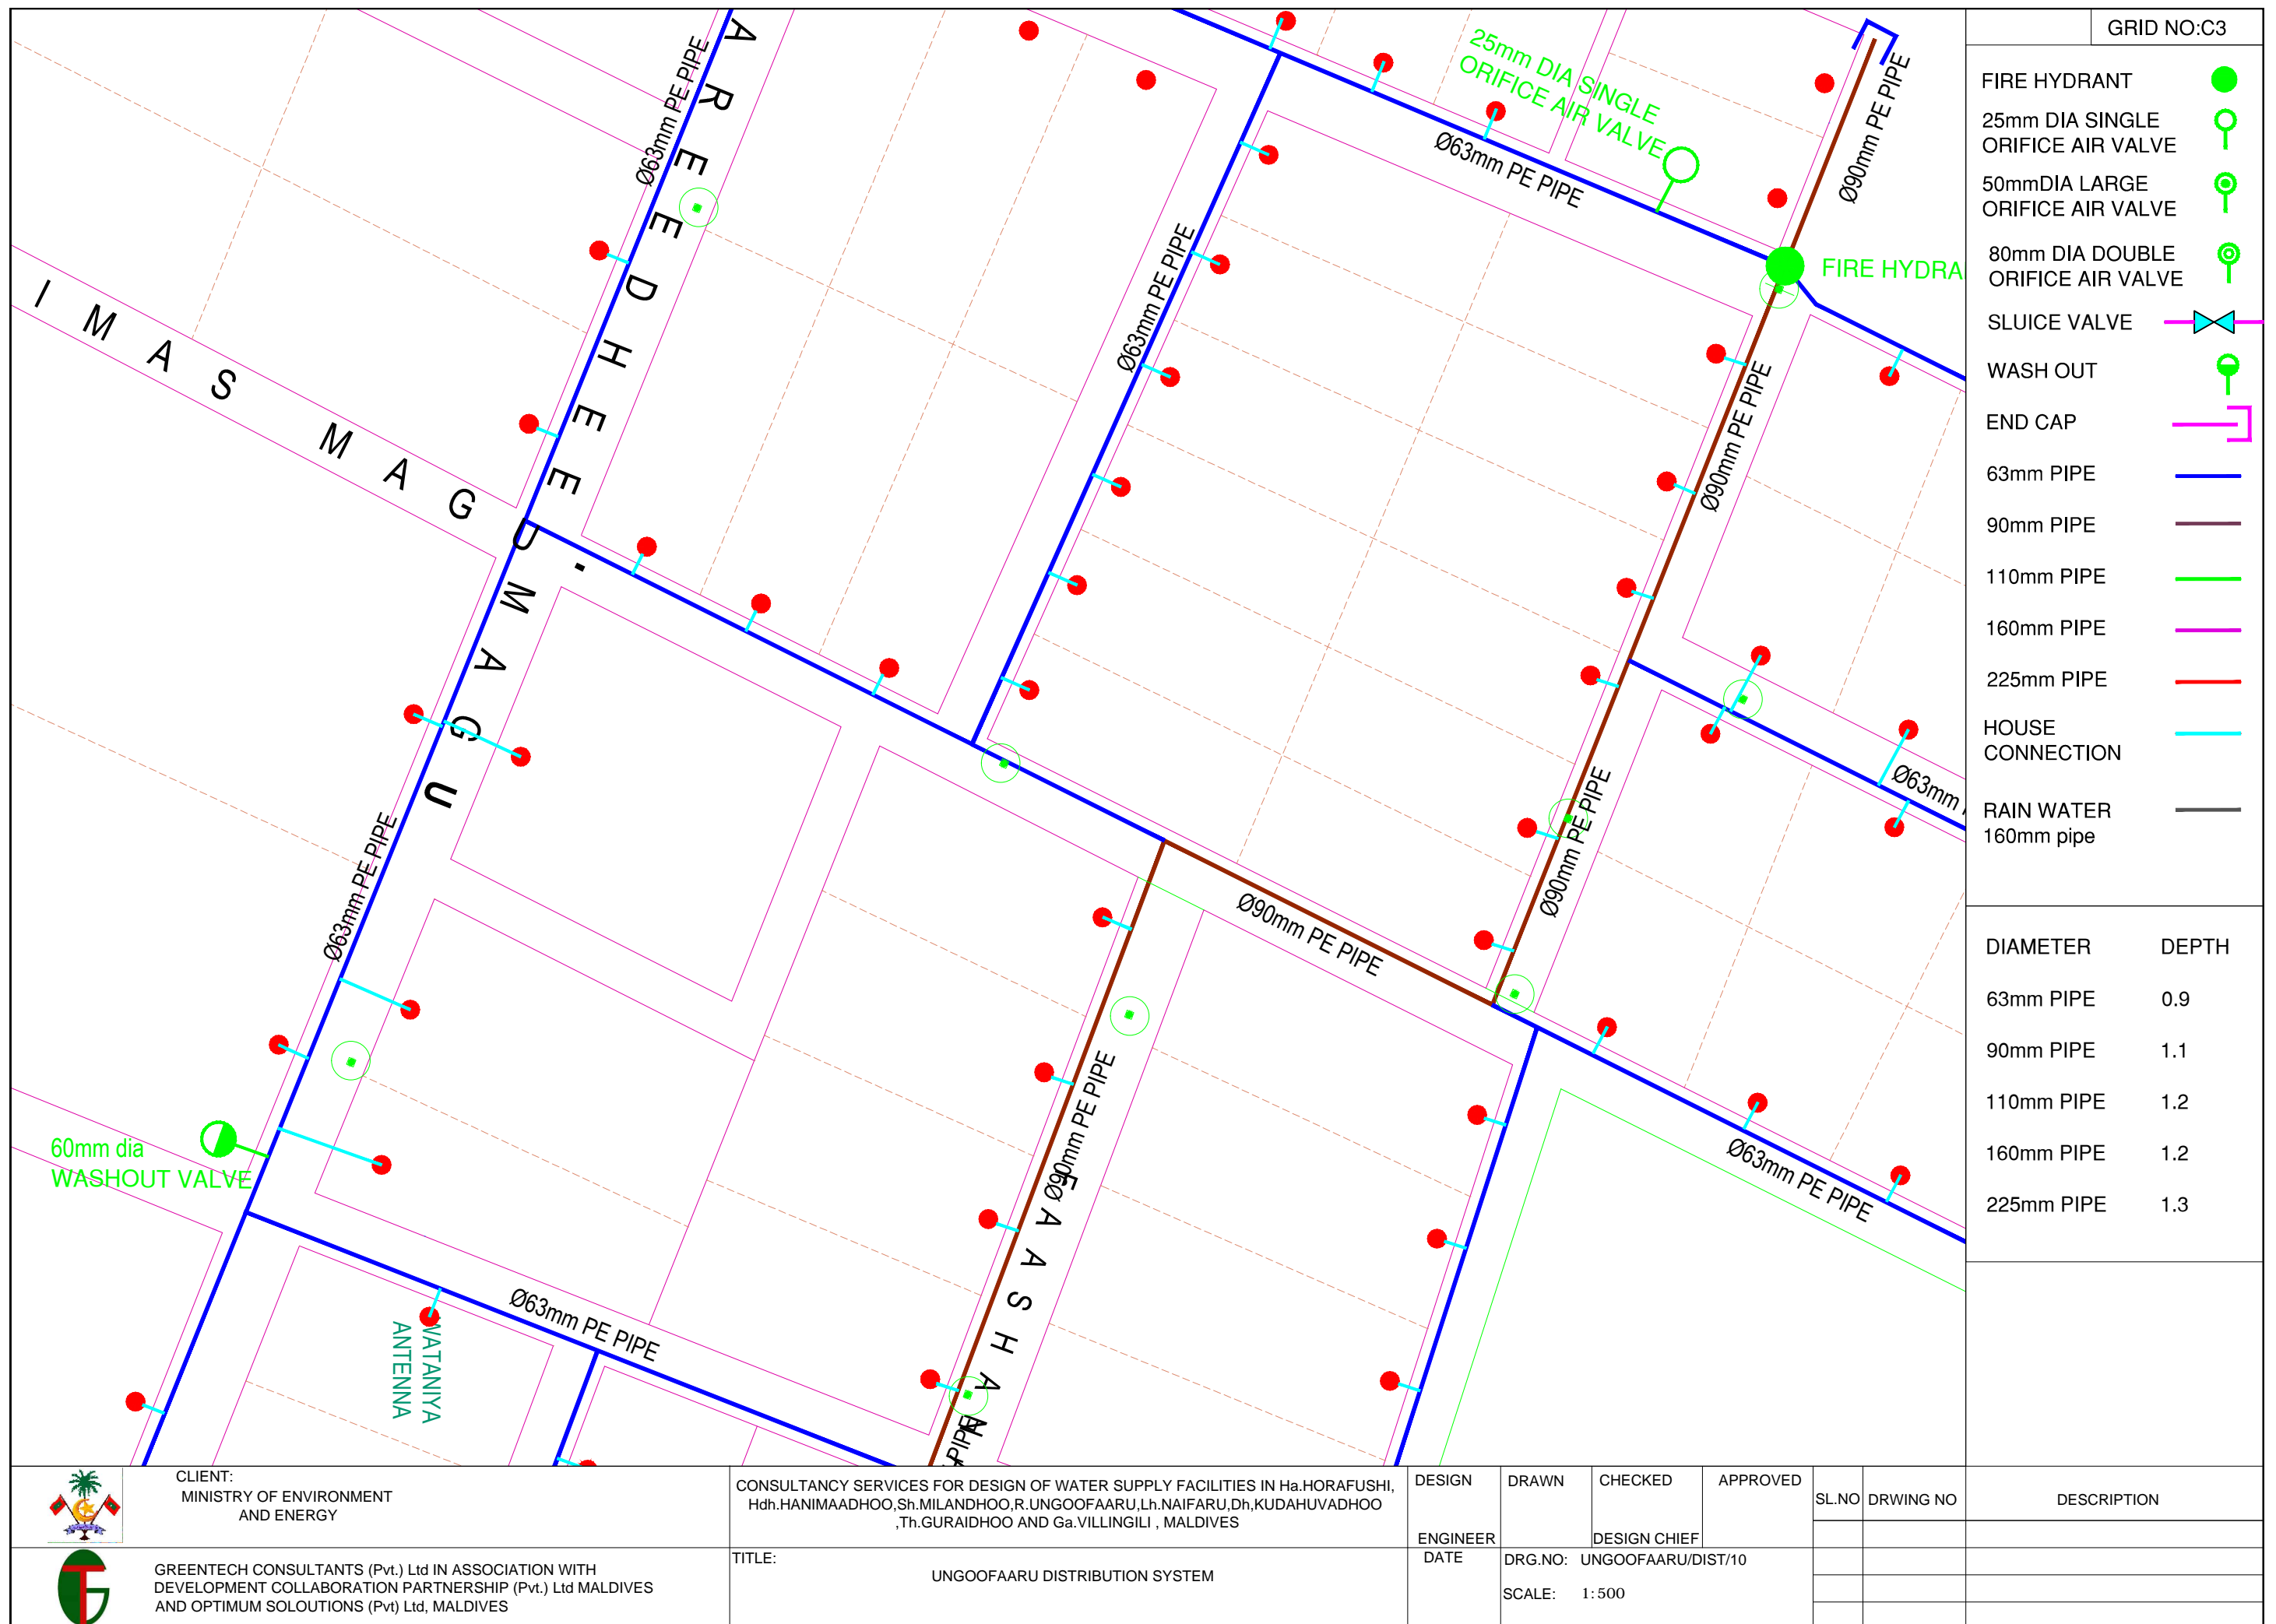 GRID NO:C3
FIRE HYDRANT
25mm DIA SINGLE
ORIFICE AIR VALVE
50mmDIA LARGE
ORIFICE AIR VALVE
80mm DIA DOUBLE
ORIFICE AIR VALVE
SLUICE VALVE
WASH OUT
END CAP
63mm PIPE
90mm PIPE
110mm PIPE
160mm PIPE
225mm PIPE
HOUSE
CONNECTION
RAIN WATER
160mm pipe
DIAMETER DEPTH
63mm PIPE 0.9
90mm PIPE 1.1
110mm PIPE 1.2
160mm PIPE 1.2
225mm PIPE 1.3
25mm DIA SINGLE
ORIFICE AIR VALVE
Ø63mm PE PIPE
Ø63mm PE PIPE
Ø90mm PE PIPE
FIRE HYDRA
Ø63mm PE PIPE
Ø90mm PE PIPE
A R E E D H E E U M A G U
I M A S M A G U .
Ø63mm
Ø90mm PE PIPE
Ø63mm PE PIPE
Ø90mm PE PIPE
Ø90mm PE PIPE
60mm dia
WASHOUT VALVE
Ø63mm PE PIPE
F A A S H A N
Ø63mm PE PIPE
WATANIYA
ANTENNA
PIPE
CLIENT:
MINISTRY OF ENVIRONMENT
AND ENERGY
GREENTECH CONSULTANTS (Pvt.) Ltd IN ASSOCIATION WITH
DEVELOPMENT COLLABORATION PARTNERSHIP (Pvt.) Ltd MALDIVES
AND OPTIMUM SOLOUTIONS (Pvt) Ltd, MALDIVES
CONSULTANCY SERVICES FOR DESIGN OF WATER SUPPLY FACILITIES IN Ha.HORAFUSHI,
Hdh.HANIMAADHOO,Sh.MILANDHOO,R.UNGOOFAARU,Lh.NAIFARU,Dh,KUDAHUVADHOO
,Th.GURAIDHOO AND Ga.VILLINGILI , MALDIVES
TITLE:
UNGOOFAARU DISTRIBUTION SYSTEM
DESIGN DRAWN CHECKED APPROVED
ENGINEER DESIGN CHIEF
DATE DRG.NO: UNGOOFAARU/DIST/10
SCALE: 1:500
SL.NO DRWING NO DESCRIPTION